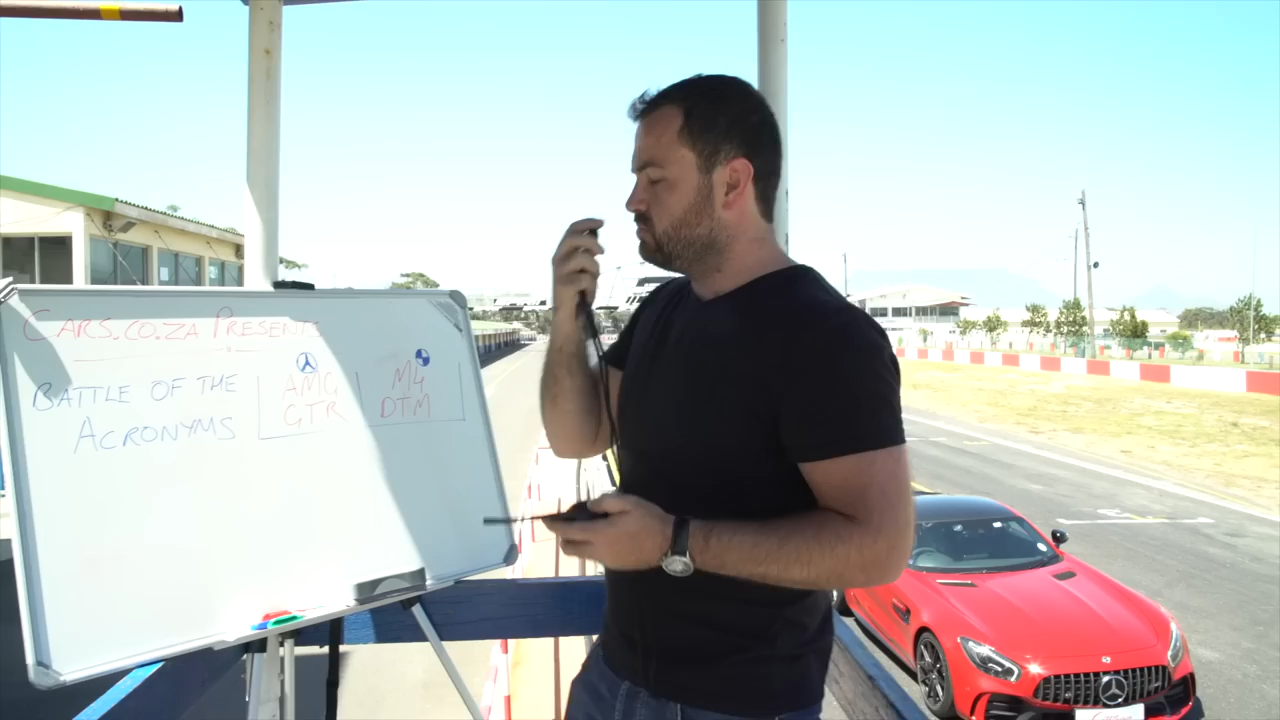 CARS.CO.ZA PRESENTS
BATTLE OF THE
ACRONYMS
AMG
GTR
M4
DTM